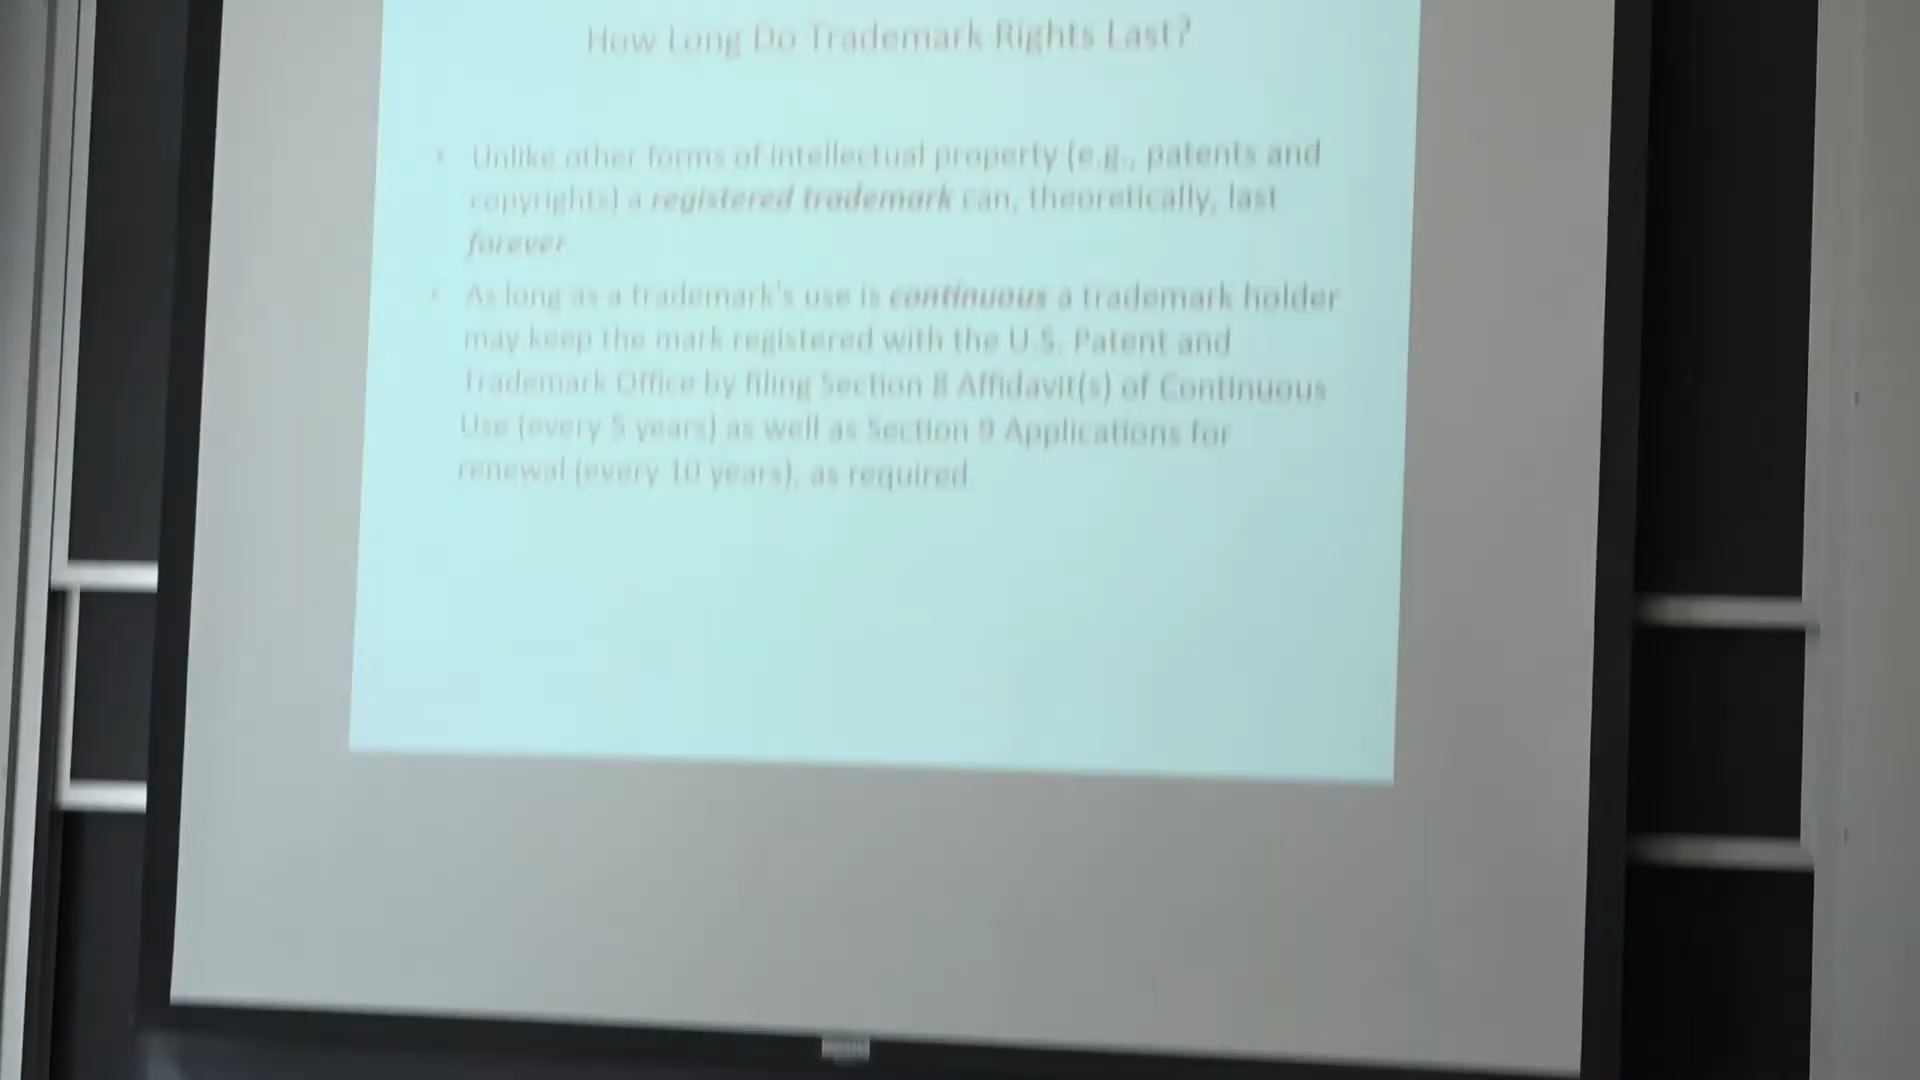 How Long Do Trademark Rights Last?
• Unlike other forms of intellectual property (e.g., patents and
copyrights) a registered trademark can, theoretically, last
forever.
• As long as a trademark's use is continuous a trademark holder
may keep the mark registered with the U.S. Patent and
Trademark Office by filing Section 8 Affidavit(s) of Continuous
Use (every 5 years) as well as Section 9 Applications for
renewal (every 10 years), as required.